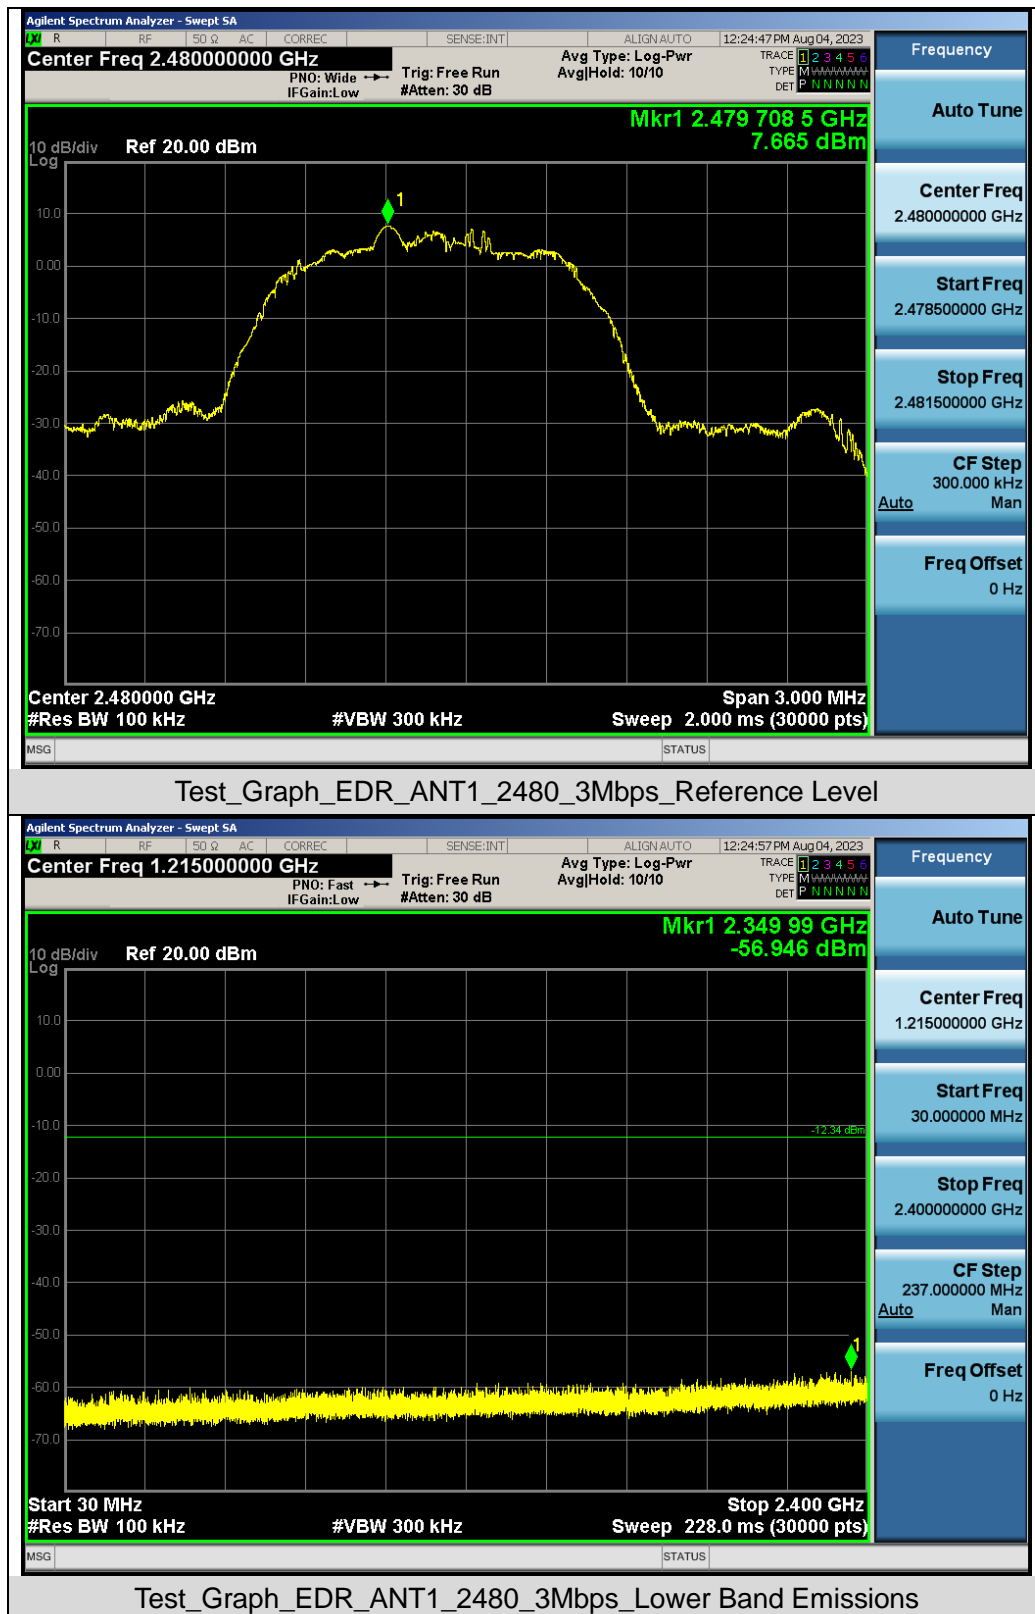 Agilent Spectrum Analyzer - Swept SA
LXI R RF 50 Ω AC CORREC SENSE:INT ALIGN AUTO 12:24:47 PM Aug 04, 2023
Center Freq 2.480000000 GHz
PNO: Wide
IFGain:Low
Trig: Free Run
#Atten: 30 dB
Avg Type: Log-Pwr
Avg|Hold: 10/10
TRACE 1 2 3 4 5 6
TYPE M WWWWW
DET P N N N N N
Mkr1 2.479 708 5 GHz
7.665 dBm
10 dB/div Ref 20.00 dBm
Log
1
10.0
0.00
-10.0
-20.0
-30.0
-40.0
-50.0
-60.0
-70.0
Center 2.480000 GHz Span 3.000 MHz
#Res BW 100 kHz #VBW 300 kHz Sweep 2.000 ms (30000 pts)
MSG STATUS
Frequency
Auto Tune
Center Freq
2.480000000 GHz
Start Freq
2.478500000 GHz
Stop Freq
2.481500000 GHz
CF Step
300.000 kHz
Auto Man
Freq Offset
0 Hz
Test_Graph_EDR_ANT1_2480_3Mbps_Reference Level
Agilent Spectrum Analyzer - Swept SA
LXI R RF 50 Ω AC CORREC SENSE:INT ALIGN AUTO 12:24:57 PM Aug 04, 2023
Center Freq 1.215000000 GHz
PNO: Fast
IFGain:Low
Trig: Free Run
#Atten: 30 dB
Avg Type: Log-Pwr
Avg|Hold: 10/10
TRACE 1 2 3 4 5 6
TYPE M WWWWW
DET P N N N N N
Mkr1 2.349 99 GHz
-56.946 dBm
10 dB/div Ref 20.00 dBm
Log
10.0
0.00
-10.0
-12.34 dBm
-20.0
-30.0
-40.0
-50.0
1
-60.0
-70.0
Start 30 MHz Stop 2.400 GHz
#Res BW 100 kHz #VBW 300 kHz Sweep 228.0 ms (30000 pts)
MSG STATUS
Frequency
Auto Tune
Center Freq
1.215000000 GHz
Start Freq
30.000000 MHz
Stop Freq
2.400000000 GHz
CF Step
237.000000 MHz
Auto Man
Freq Offset
0 Hz
Test_Graph_EDR_ANT1_2480_3Mbps_Lower Band Emissions